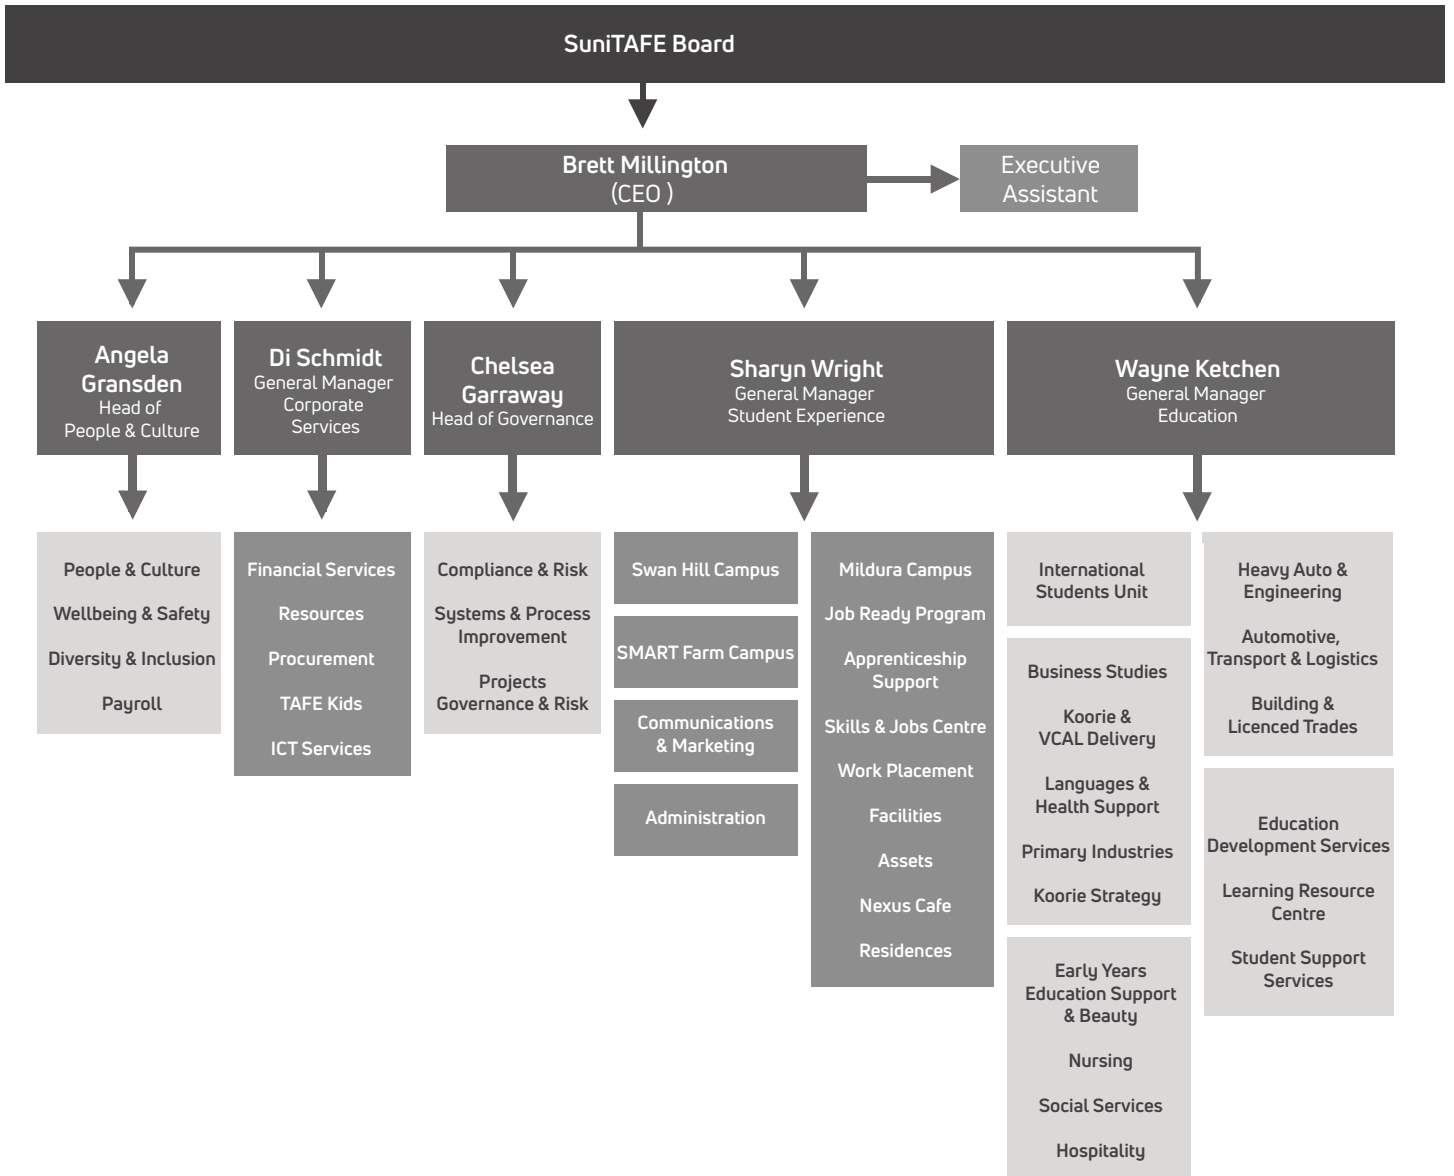 SuniTAFE Board
Brett Millington
(CEO )
Executive
Assistant
Angela
Gransden
Head of
People & Culture
Di Schmidt
General Manager
Corporate
Services
Chelsea
Garraway
Head of Governance
Sharyn Wright
General Manager
Student Experience
Wayne Ketchen
General Manager
Education
People & Culture
Wellbeing & Safety
Diversity & Inclusion
Payroll
Financial Services
Resources
Procurement
TAFE Kids
ICT Services
Compliance & Risk
Systems & Process
Improvement
Projects
Governance & Risk
Swan Hill Campus
SMART Farm Campus
Communications
& Marketing
Administration
Mildura Campus
Job Ready Program
Apprenticeship
Support
Skills & Jobs Centre
Work Placement
Facilities
Assets
Nexus Cafe
Residences
International
Students Unit
Business Studies
Koorie &
VCAL Delivery
Languages &
Health Support
Primary Industries
Koorie Strategy
Early Years
Education Support
& Beauty
Nursing
Social Services
Hospitality
Heavy Auto &
Engineering
Automotive,
Transport & Logistics
Building &
Licenced Trades
Education
Development Services
Learning Resource
Centre
Student Support
Services